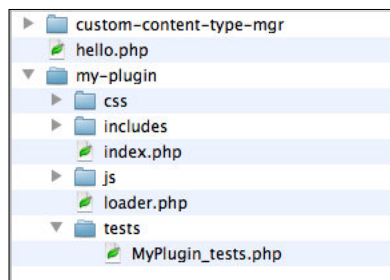 custom-content-type-mgr
hello.php
my-plugin
css
includes
index.php
js
loader.php
tests
MyPlugin_tests.php